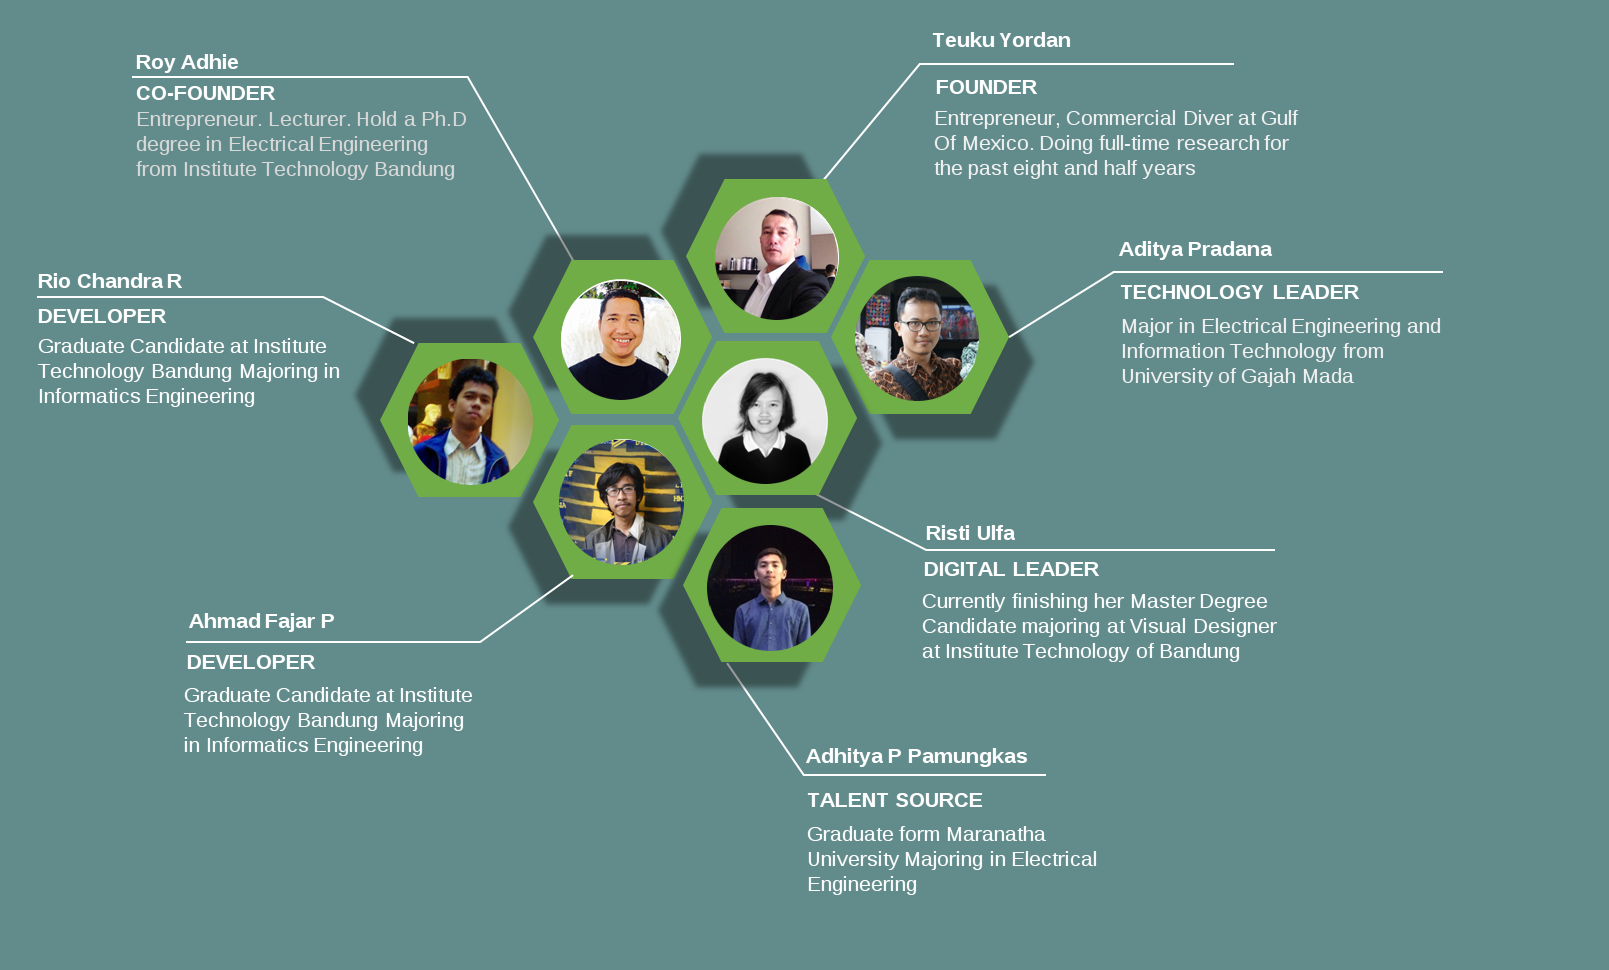 Roy Adhie
CO-FOUNDER
Entrepreneur. Lecturer. Hold a Ph.D
degree in Electrical Engineering
from Institute Technology Bandung
Teuku Yordan
FOUNDER
Entrepreneur, Commercial Diver at Gulf
Of Mexico. Doing full-time research for
the past eight and half years
Aditya Pradana
TECHNOLOGY LEADER
Major in Electrical Engineering and
Information Technology from
University of Gajah Mada
Rio Chandra R
DEVELOPER
Graduate Candidate at Institute
Technology Bandung Majoring in
Informatics Engineering
Risti Ulfa
DIGITAL LEADER
Currently finishing her Master Degree
Candidate majoring at Visual Designer
at Institute Technology of Bandung
Ahmad Fajar P
DEVELOPER
Graduate Candidate at Institute
Technology Bandung Majoring
in Informatics Engineering
Adhitya P Pamungkas
TALENT SOURCE
Graduate form Maranatha
University Majoring in Electrical
Engineering